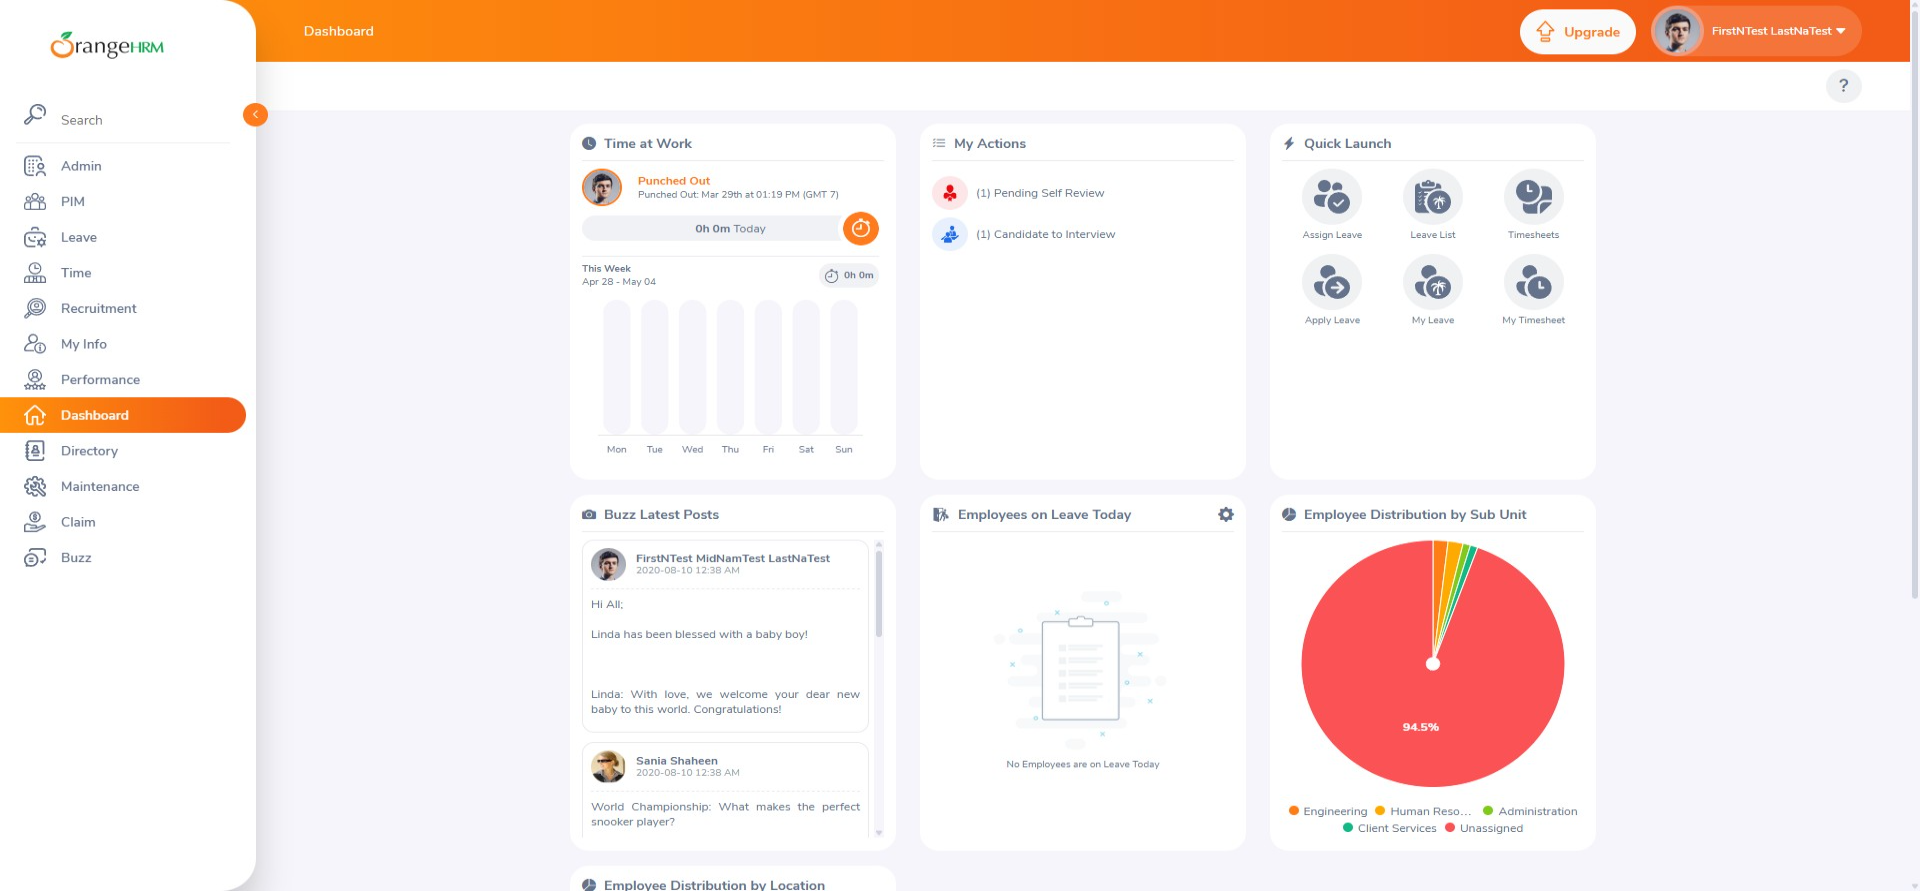 OrangeHRM
Search
Admin
PIM
Leave
Time
Recruitment
My Info
Performance
Dashboard
Directory
Maintenance
Claim
Buzz
Dashboard
Upgrade
FirstNTest LastNaTest
?
Time at Work
Punched Out
Punched Out: Mar 29th at 01:19 PM (GMT 7)
0h 0m Today
This Week
Apr 28 - May 04
0h 0m
Mon Tue Wed Thu Fri Sat Sun
My Actions
(1) Pending Self Review
(1) Candidate to Interview
Quick Launch
Assign Leave
Leave List
Timesheets
Apply Leave
My Leave
My Timesheet
Buzz Latest Posts
FirstNTest MidNamTest LastNaTest
2020-08-10 12:38 AM
Hi All;
Linda has been blessed with a baby boy!
Linda: With love, we welcome your dear new
baby to this world. Congratulations!
Sania Shaheen
2020-08-10 12:38 AM
World Championship: What makes the perfect
snooker player?
Employees on Leave Today
No Employees are on Leave Today
Employee Distribution by Sub Unit
94.5%
Engineering Human Reso... Administration
Client Services Unassigned
Employee Distribution by Location